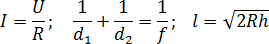 I = U/R;   1/d₁ + 1/d₂ = 1/f;   l = √2Rh